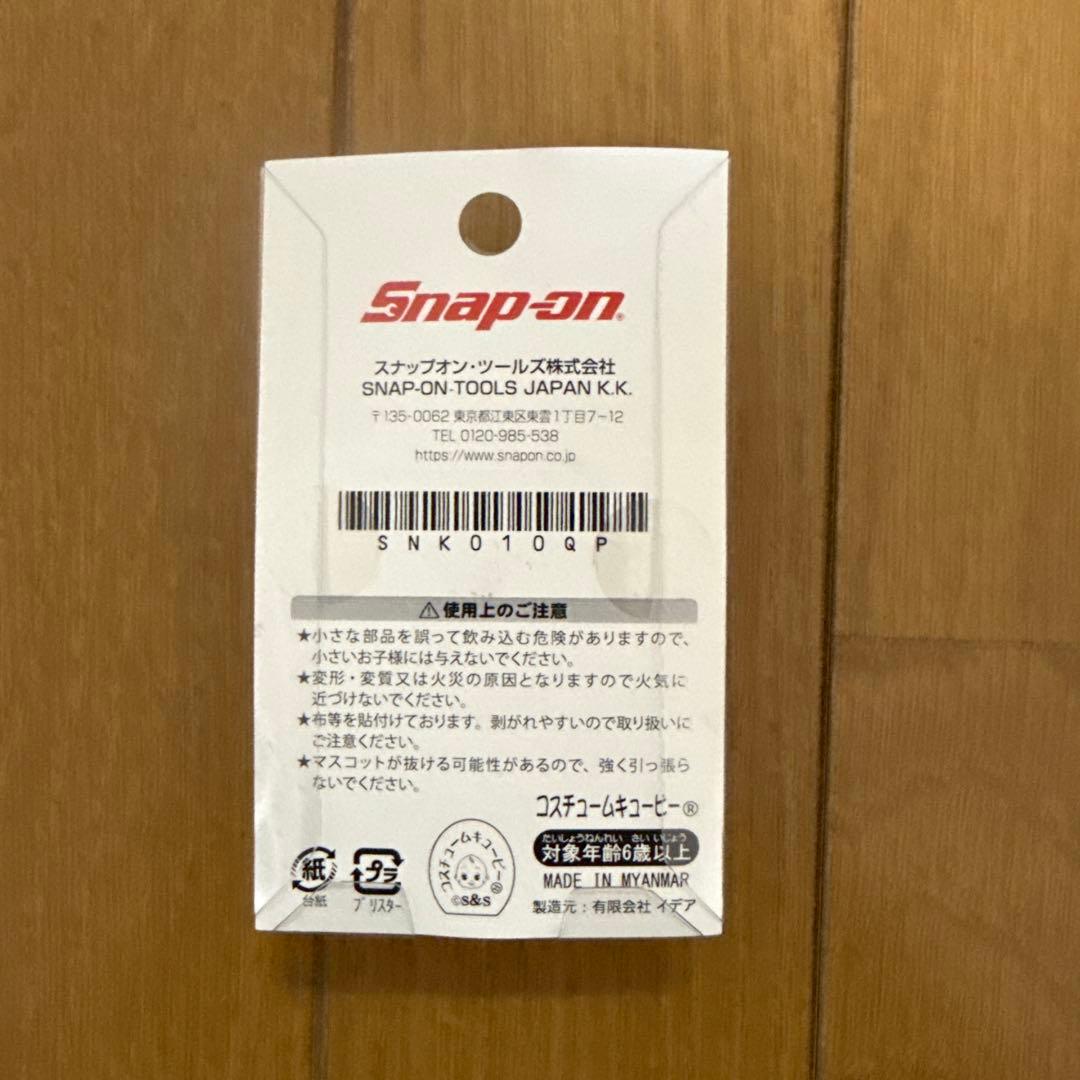 Snap-on®
スナップオン・ツールズ株式会社
SNAP-ON-TOOLS JAPAN K.K.
〒135-0062 東京都江東区東雲1丁目7-12
TEL 0120-985-538
https://www.snapon.co.jp
SNK010QP
⚠使用上のご注意
★小さな部品を誤って飲み込む危険がありますので、
小さいお子様には与えないでください。
★変形・変質又は火災の原因となりますので火気に
近づけないでください。
★布等を貼付けております。剥がれやすいので取り扱いに
ご注意ください。
★マスコットが抜ける可能性があるので、強く引っ張ら
ないでください。
コスチュームキューピー®
たいしょうねんれい さい いじょう
対象年齢6歳以上
MADE IN MYANMAR
製造元：有限会社 イデア
紙
台紙
プラ
ブリスター
コスチュームキューピー®
©S&S